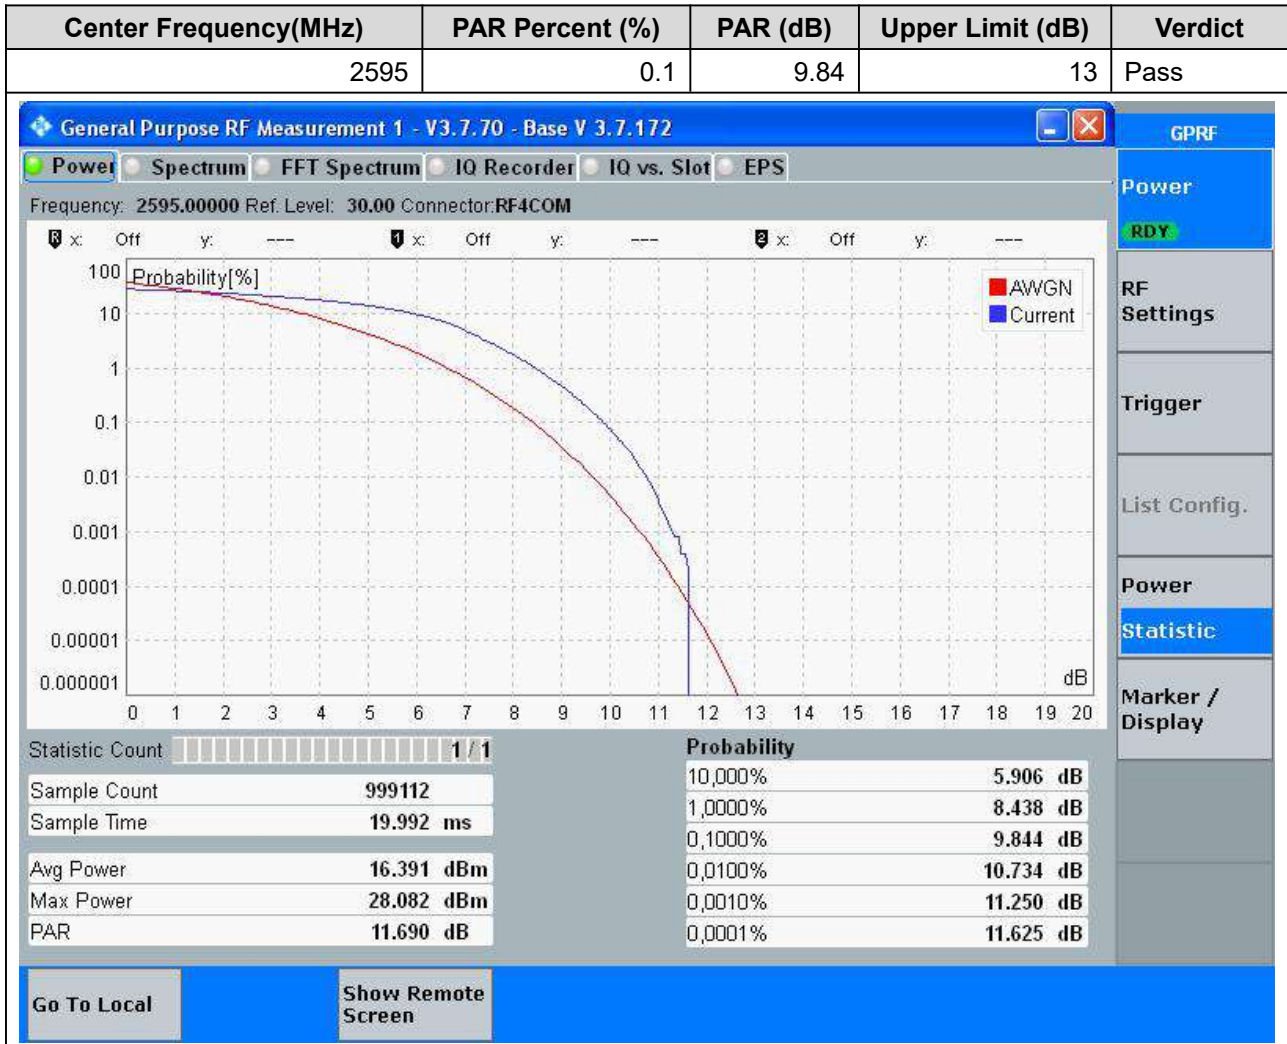 Center Frequency(MHz) PAR Percent (%) PAR (dB) Upper Limit (dB) Verdict
2595 0.1 9.84 13 Pass
General Purpose RF Measurement 1 - V3.7.70 - Base V 3.7.172
GPRF
Power Spectrum FFT Spectrum IQ Recorder IQ vs. Slot EPS
Frequency: 2595.00000 Ref. Level: 30.00 Connector:RF4COM
R x: Off y: --- 1 x: Off y: --- 2 x: Off y: ---
Probability[%]
AWGN
Current
100
10
1
0.1
0.01
0.001
0.0001
0.00001
0.000001
dB
0 1 2 3 4 5 6 7 8 9 10 11 12 13 14 15 16 17 18 19 20
Statistic Count 1 / 1
Sample Count 999112
Sample Time 19.992 ms
Avg Power 16.391 dBm
Max Power 28.082 dBm
PAR 11.690 dB
Probability
10,000% 5.906 dB
1,0000% 8.438 dB
0,1000% 9.844 dB
0,0100% 10.734 dB
0,0010% 11.250 dB
0,0001% 11.625 dB
Power
RDY
RF
Settings
Trigger
List Config.
Power
Statistic
Marker /
Display
Go To Local
Show Remote
Screen